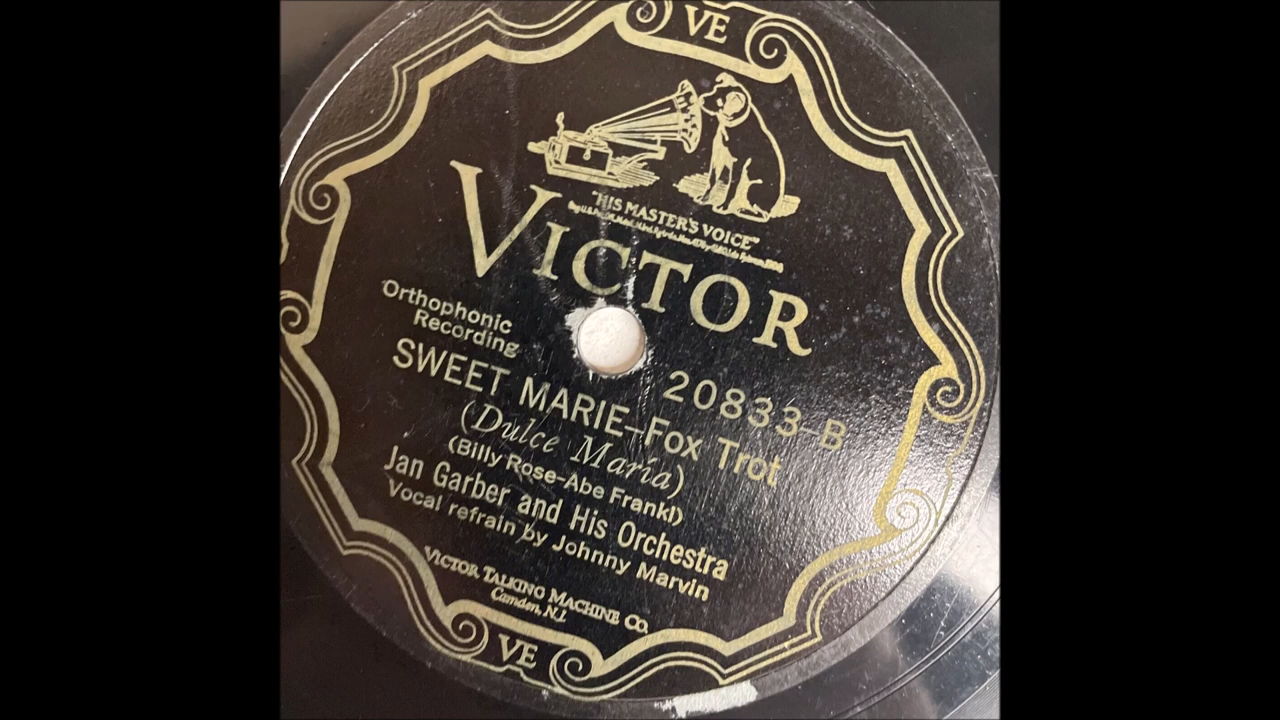 VE
"HIS MASTER'S VOICE"
VICTOR
Orthophonic
Recording
20833-B
SWEET MARIE-Fox Trot
(Dulce María)
(Billy Rose-Abe Frankl)
Jan Garber and His Orchestra
Vocal refrain by Johnny Marvin
VICTOR TALKING MACHINE CO.
Camden, N.J.
VE